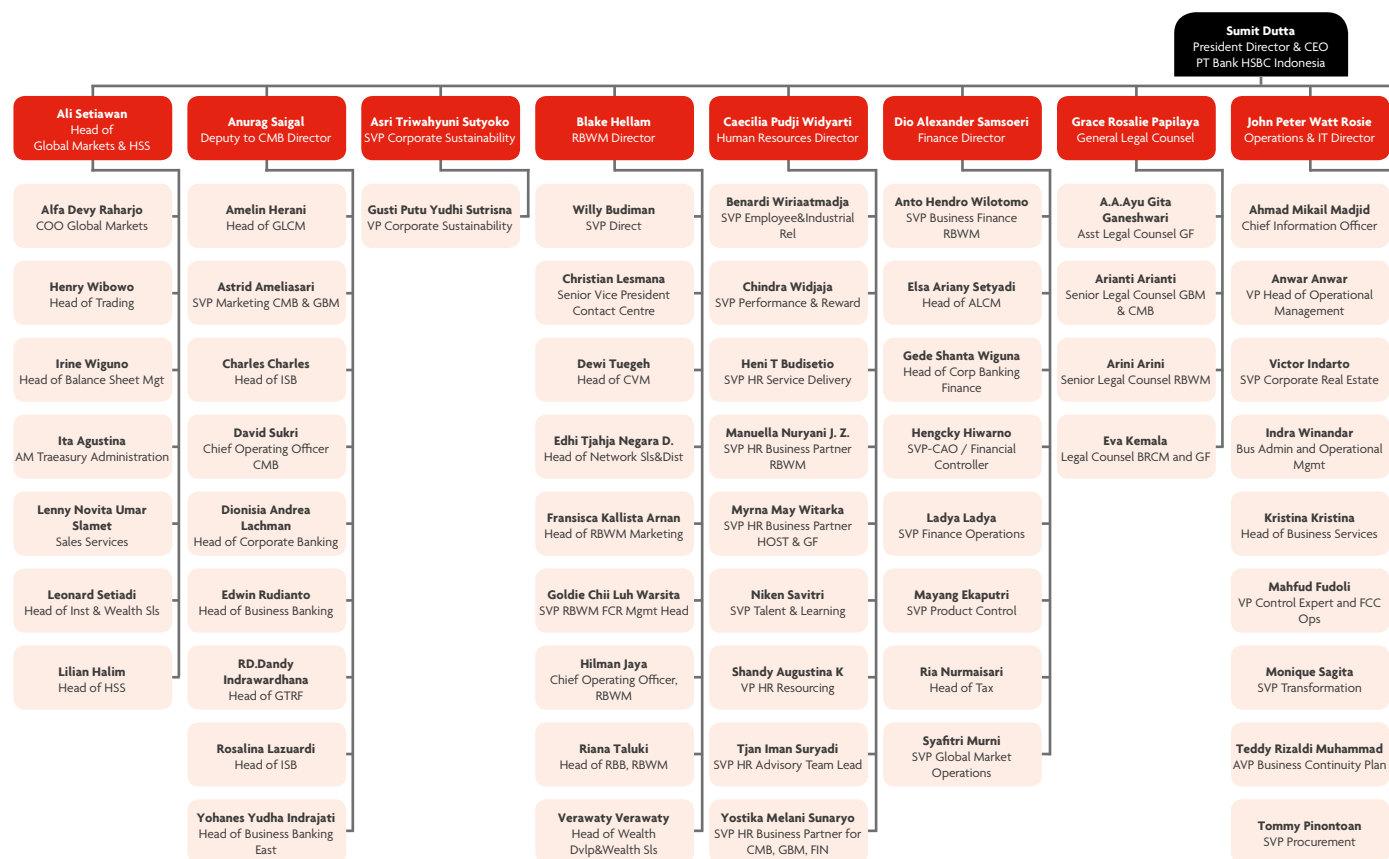 Sumit Dutta
President Director & CEO
PT Bank HSBC Indonesia
Ali Setiawan
Head of
Global Markets & HSS
Anurag Saigal
Deputy to CMB Director
Asri Triwahyuni Sutyoko
SVP Corporate Sustainability
Blake Hellam
RBWM Director
Caecilia Pudji Widyarti
Human Resources Director
Dio Alexander Samsoeri
Finance Director
Grace Rosalie Papilaya
General Legal Counsel
John Peter Watt Rosie
Operations & IT Director
Alfa Devy Raharjo
COO Global Markets
Henry Wibowo
Head of Trading
Irine Wiguno
Head of Balance Sheet Mgt
Ita Agustina
AM Traeasury Administration
Lenny Novita Umar
Slamet
Sales Services
Leonard Setiadi
Head of Inst & Wealth Sls
Lilian Halim
Head of HSS
Amelin Herani
Head of GLCM
Astrid Ameliasari
SVP Marketing CMB & GBM
Charles Charles
Head of ISB
David Sukri
Chief Operating Officer
CMB
Dionisia Andrea
Lachman
Head of Corporate Banking
Edwin Rudianto
Head of Business Banking
RD.Dandy
Indrawardhana
Head of GTRF
Rosalina Lazuardi
Head of ISB
Yohanes Yudha Indrajati
Head of Business Banking
East
Gusti Putu Yudhi Sutrisna
VP Corporate Sustainability
Willy Budiman
SVP Direct
Christian Lesmana
Senior Vice President
Contact Centre
Dewi Tuegeh
Head of CVM
Edhi Tjahja Negara D.
Head of Network Sls&Dist
Fransisca Kallista Arnan
Head of RBWM Marketing
Goldie Chii Luh Warsita
SVP RBWM FCR Mgmt Head
Hilman Jaya
Chief Operating Officer,
RBWM
Riana Taluki
Head of RBB, RBWM
Verawaty Verawaty
Head of Wealth
Dvlp&Wealth Sls
Benardi Wiriaatmadja
SVP Employee&Industrial
Rel
Chindra Widjaja
SVP Performance & Reward
Heni T Budisetio
SVP HR Service Delivery
Manuella Nuryani J. Z.
SVP HR Business Partner
RBWM
Myrna May Witarka
SVP HR Business Partner
HOST & GF
Niken Savitri
SVP Talent & Learning
Shandy Augustina K
VP HR Resourcing
Tjan Iman Suryadi
SVP HR Advisory Team Lead
Yostika Melani Sunaryo
SVP HR Business Partner for
CMB, GBM, FIN
Anto Hendro Wilotomo
SVP Business Finance
RBWM
Elsa Ariany Setyadi
Head of ALCM
Gede Shanta Wiguna
Head of Corp Banking
Finance
Hengcky Hiwarno
SVP-CAO / Financial
Controller
Ladya Ladya
SVP Finance Operations
Mayang Ekaputri
SVP Product Control
Ria Nurmaisari
Head of Tax
Syafitri Murni
SVP Global Market
Operations
A.A.Ayu Gita
Ganeshwari
Asst Legal Counsel GF
Arianti Arianti
Senior Legal Counsel GBM
& CMB
Arini Arini
Senior Legal Counsel RBWM
Eva Kemala
Legal Counsel BRCM and GF
Ahmad Mikail Madjid
Chief Information Officer
Anwar Anwar
VP Head of Operational
Management
Victor Indarto
SVP Corporate Real Estate
Indra Winandar
Bus Admin and Operational
Mgmt
Kristina Kristina
Head of Business Services
Mahfud Fudoli
VP Control Expert and FCC
Ops
Monique Sagita
SVP Transformation
Teddy Rizaldi Muhammad
AVP Business Continuity Plan
Tommy Pinontoan
SVP Procurement